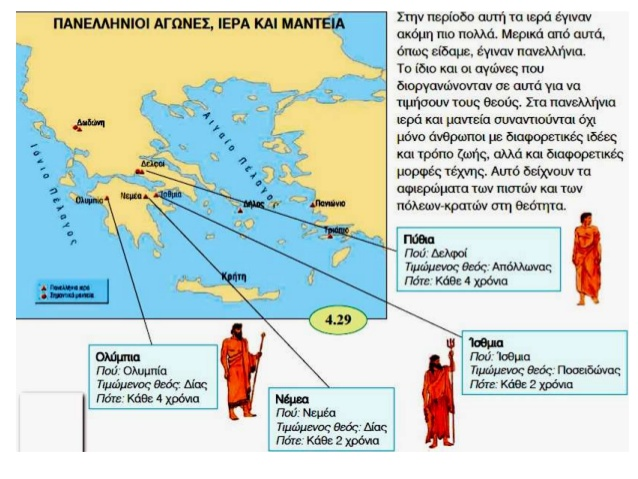 ΠΑΝΕΛΛΗΝΙΟΙ ΑΓΩΝΕΣ, ΙΕΡΑ ΚΑΙ ΜΑΝΤΕΙΑ
Στην περίοδο αυτή τα ιερά έγιναν
ακόμη πιο πολλά. Μερικά από αυτά,
όπως είδαμε, έγιναν πανελλήνια.
Το ίδιο και οι αγώνες που
διοργανώνονταν σε αυτά για να
τιμήσουν τους θεούς. Στα πανελλήνια
ιερά και μαντεία συναντιούνται όχι
μόνο άνθρωποι με διαφορετικές ιδέες
και τρόπο ζωής, αλλά και διαφορετικές
μορφές τέχνης. Αυτό δείχνουν τα
αφιερώματα των πιστών και των
πόλεων-κρατών στη θεότητα.
Δωδώνη
Ιόνιο Πέλαγος
Αιγαίο Πέλαγος
Δελφοί
Ολυμπία
Νεμέα
Ίσθμια
Δήλος
Πανιώνιο
Τριόπιο
Κρήτη
Πανελλήνια ιερά
Σημαντικά μαντεία
4.29
Πύθια
Πού: Δελφοί
Τιμώμενος θεός: Απόλλωνας
Πότε: Κάθε 4 χρόνια
Ίσθμια
Πού: Ίσθμια
Τιμώμενος θεός: Ποσειδώνας
Πότε: Κάθε 2 χρόνια
Ολύμπια
Πού: Ολυμπία
Τιμώμενος θεός: Δίας
Πότε: Κάθε 4 χρόνια
Νέμεα
Πού: Νεμέα
Τιμώμενος θεός: Δίας
Πότε: Κάθε 2 χρόνια